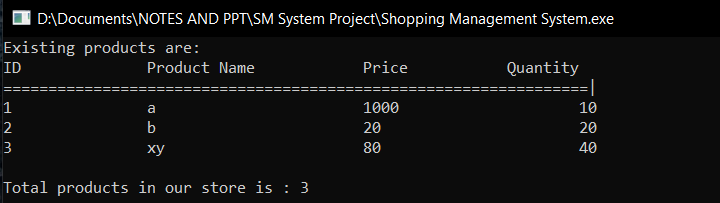 D:\Documents\NOTES AND PPT\SM System Project\Shopping Management System.exe
Existing products are:
ID Product Name Price Quantity
=================================================================|
1 a 1000 10
2 b 20 20
3 xy 80 40
Total products in our store is : 3